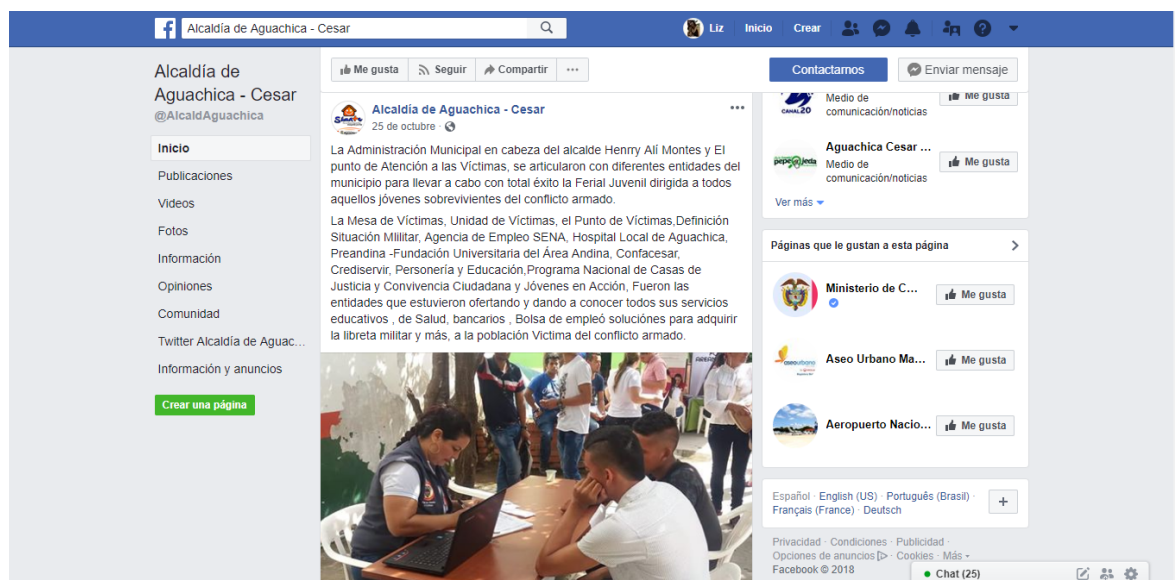 Alcaldía de Aguachica - Cesar
Liz Inicio Crear
Alcaldía de
Aguachica - Cesar
@AlcaldAguachica
Inicio
Publicaciones
Videos
Fotos
Información
Opiniones
Comunidad
Twitter Alcaldía de Aguac...
Información y anuncios
Crear una página
Me gusta Seguir Compartir ...
Contactarnos Enviar mensaje
Alcaldía de Aguachica - Cesar
25 de octubre ·
La Administración Municipal en cabeza del alcalde Henrry Alí Montes y El
punto de Atención a las Víctimas, se articularon con diferentes entidades del
municipio para llevar a cabo con total éxito la Ferial Juvenil dirigida a todos
aquellos jóvenes sobrevivientes del conflicto armado.
La Mesa de Víctimas, Unidad de Víctimas, el Punto de Víctimas,Definición
Situación MIlitar, Agencia de Empleo SENA, Hospital Local de Aguachica,
Preandina -Fundación Universitaria del Área Andina, Confacesar,
Crediservir, Personería y Educación,Programa Nacional de Casas de
Justicia y Convivencia Ciudadana y Jóvenes en Acción, Fueron las
entidades que estuvieron ofertando y dando a conocer todos sus servicios
educativos , de Salud, bancarios , Bolsa de empleó soluciónes para adquirir
la libreta militar y más, a la población Victima del conflicto armado.
CANAL20
Medio de
comunicación/noticias
Me gusta
pepe ojeda
Aguachica Cesar ...
Medio de
comunicación/noticias
Me gusta
Ver más
Páginas que le gustan a esta página
Ministerio de C...
Me gusta
aseourbano
Aseo Urbano Ma...
Me gusta
Aeropuerto Nacio...
Me gusta
Español · English (US) · Português (Brasil) ·
Français (France) · Deutsch
+
Privacidad · Condiciones · Publicidad ·
Opciones de anuncios · Cookies · Más
Facebook © 2018
Chat (25)